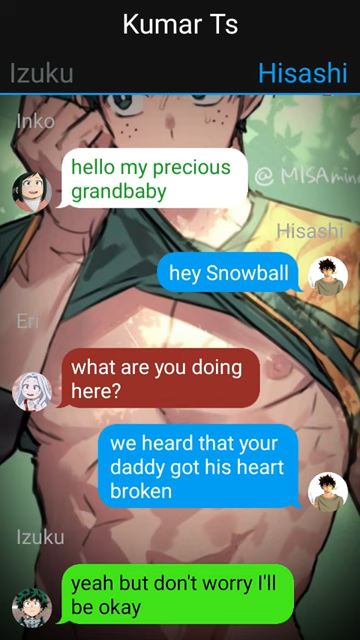 Kumar Ts
Izuku
Hisashi
Inko
hello my precious
grandbaby
Hisashi
hey Snowball
Eri
what are you doing
here?
we heard that your
daddy got his heart
broken
Izuku
yeah but don't worry I'll
be okay